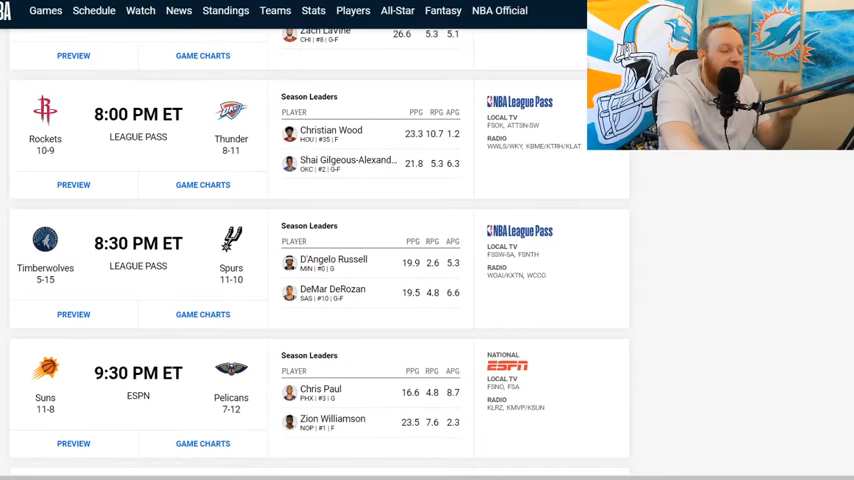 BA Games Schedule Watch News Standings Teams Stats Players All-Star Fantasy NBA Official
Zach LaVine
CHI | #8 | G-F
26.6 5.3 5.1
PREVIEW GAME CHARTS
Rockets
10-9
8:00 PM ET
LEAGUE PASS
Thunder
8-11
Season Leaders
PLAYER PPG RPG APG
Christian Wood 23.3 10.7 1.2
HOU | #35 | F
Shai Gilgeous-Alexand... 21.8 5.3 6.3
OKC | #2 | G-F
NBA League Pass
LOCAL TV
FSOK, ATTSN-SW
RADIO
WWLS/WKY, KBME/KTRH/KLAT
PREVIEW GAME CHARTS
Timberwolves
5-15
8:30 PM ET
LEAGUE PASS
Spurs
11-10
Season Leaders
PLAYER PPG RPG APG
D'Angelo Russell 19.9 2.6 5.3
MIN | #0 | G
DeMar DeRozan 19.5 4.8 6.6
SAS | #10 | G-F
NBA League Pass
LOCAL TV
FSSW-SA, FSNTH
RADIO
WOAI/KXTN, WCCO
PREVIEW GAME CHARTS
Suns
11-8
9:30 PM ET
ESPN
Pelicans
7-12
Season Leaders
PLAYER PPG RPG APG
Chris Paul 16.6 4.8 8.7
PHX | #3 | G
Zion Williamson 23.5 7.6 2.3
NOP | #1 | F
NATIONAL
ESPN
LOCAL TV
FSNO, FSA
RADIO
KLRZ, KMVP/KSUN
PREVIEW GAME CHARTS